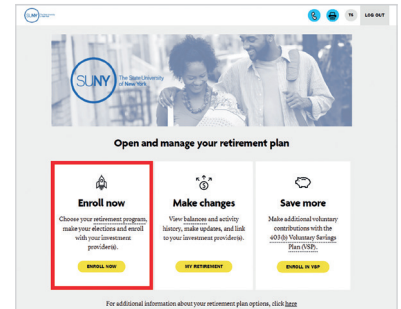 SUNY
TS LOG OUT
SUNY The State University
of New York
Open and manage your retirement plan
Enroll now
Choose your retirement program,
make your elections and enroll
with your investment
provider(s).
ENROLL NOW
Make changes
View balances and activity
history, make updates, and link
to your investment provider(s).
MY RETIREMENT
Save more
Make additional voluntary
contributions with the
403(b) Voluntary Savings
Plan (VSP).
ENROLL IN VSP
For additional information about your retirement plan options, click here